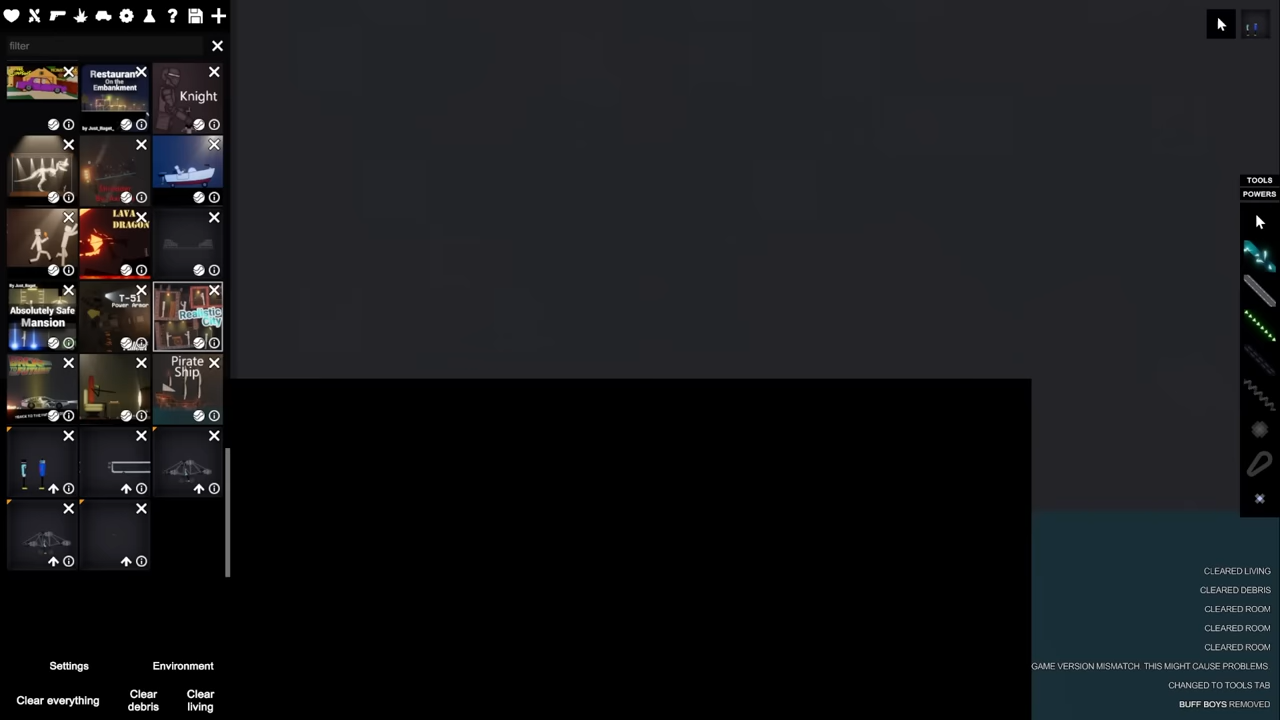 ?
filter
Restaurant
On the
Embankment
by Just_Rage!_
Knight
LAVA
DRAGON
Absolutely Safe
Mansion
T-51
Power Armor
Realistic
City
Pirate
Ship
Settings
Environment
Clear everything
Clear
debris
Clear
living
TOOLS
POWERS
CLEARED LIVING
CLEARED DEBRIS
CLEARED ROOM
CLEARED ROOM
CLEARED ROOM
GAME VERSION MISMATCH. THIS MIGHT CAUSE PROBLEMS.
CHANGED TO TOOLS TAB
BUFF BOYS REMOVED